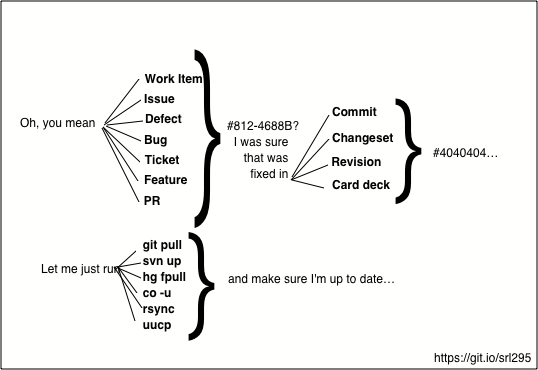 Oh, you mean
Work Item
Issue
Defect
Bug
Ticket
Feature
PR
#812-4688B?
I was sure
that was
fixed in
Commit
Changeset
Revision
Card deck
#4040404…
Let me just run
git pull
svn up
hg fpull
co -u
rsync
uucp
and make sure I'm up to date…
https://git.io/srl295